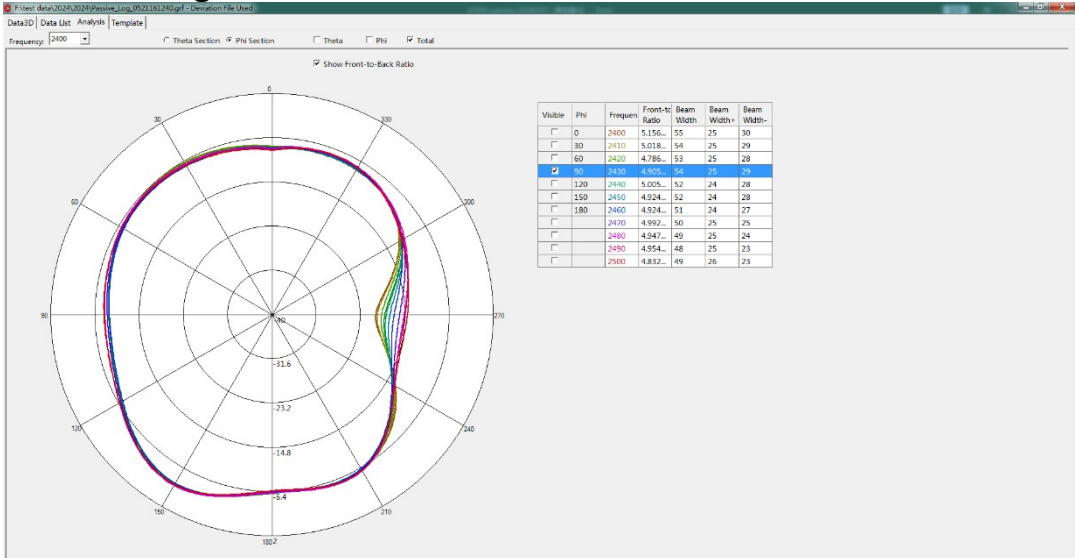 F:\test data\2024\2024\Passive_Log_0521161240.grf - Deviation File Used
Data3D Data List Analysis Template
Frequency: 2400 Theta Section Phi Section Theta Phi Total
Show Front-to-Back Ratio
0
30 330
60 300
90 270
120 240
150 210
180
-40
-31.6
-23.2
-14.8
-6.4
2
Visible Phi Frequen Front-tc Ratio Beam Width Beam Width+ Beam Width-
0 2400 5.156... 55 25 30
30 2410 5.018... 54 25 29
60 2420 4.786... 53 25 28
90 2430 4.905... 54 25 29
120 2440 5.005... 52 24 28
150 2450 4.924... 52 24 28
180 2460 4.924... 51 24 27
2470 4.992... 50 25 25
2480 4.947... 49 25 24
2490 4.954... 48 25 23
2500 4.832... 49 26 23